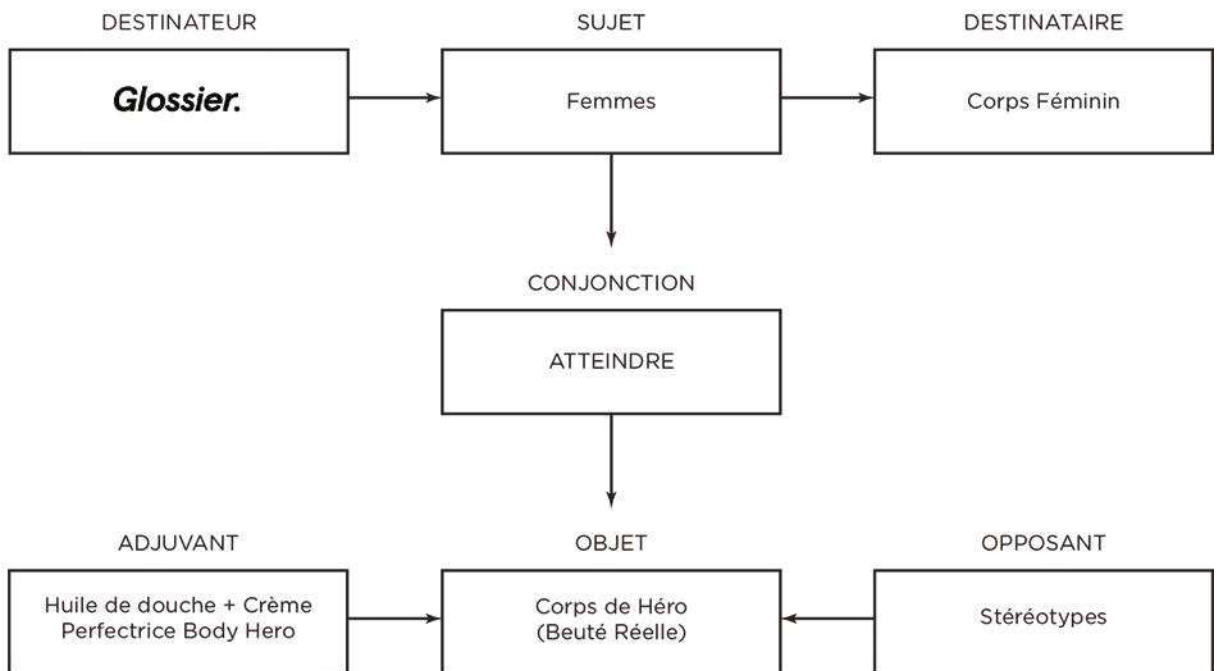 DESTINATEUR
SUJET
DESTINATAIRE
Glossier.
Femmes
Corps Féminin
CONJONCTION
ATTEINDRE
ADJUVANT
OBJET
OPPOSANT
Huile de douche + Crème
Perfectrice Body Hero
Corps de Héro
(Beuté Réelle)
Stéréotypes